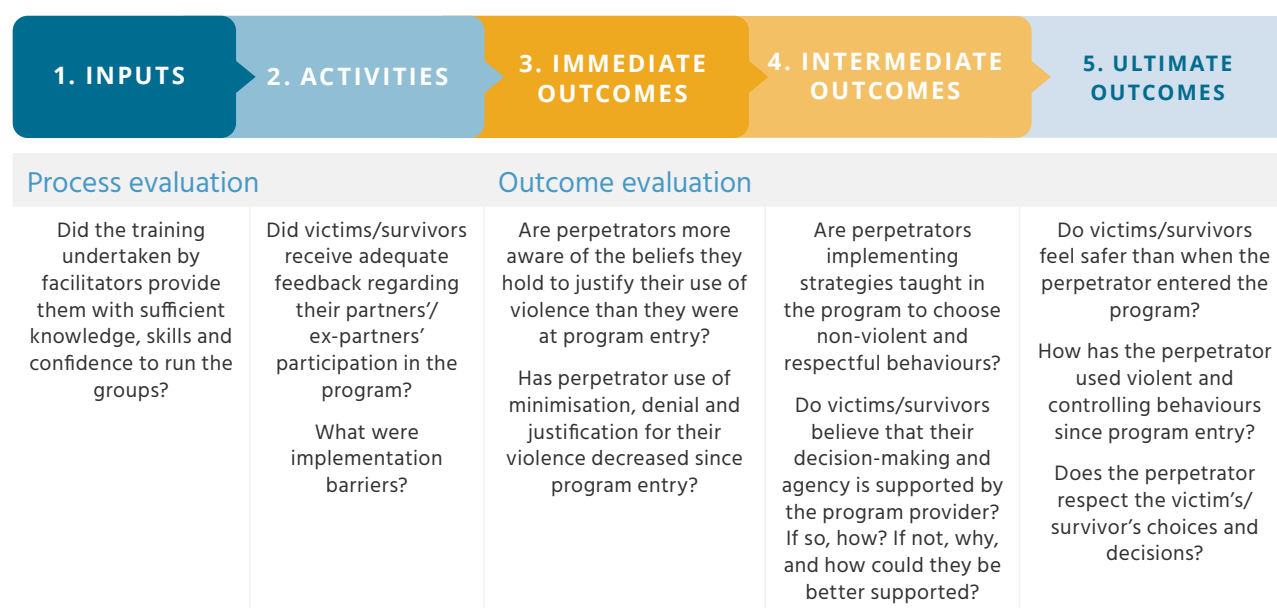 1. INPUTS
2. ACTIVITIES
3. IMMEDIATE
OUTCOMES
4. INTERMEDIATE
OUTCOMES
5. ULTIMATE
OUTCOMES
Process evaluation
Outcome evaluation
Did the training
undertaken by
facilitators provide
them with sufficient
knowledge, skills and
confidence to run the
groups?
Did victims/survivors
receive adequate
feedback regarding
their partners’/
ex-partners’
participation in the
program?
What were
implementation
barriers?
Are perpetrators more
aware of the beliefs they
hold to justify their use of
violence than they were
at program entry?
Has perpetrator use of
minimisation, denial and
justification for their
violence decreased since
program entry?
Are perpetrators
implementing
strategies taught in
the program to choose
non-violent and
respectful behaviours?
Do victims/survivors
believe that their
decision-making and
agency is supported by
the program provider?
If so, how? If not, why,
and how could they be
better supported?
Do victims/survivors
feel safer than when the
perpetrator entered the
program?
How has the perpetrator
used violent and
controlling behaviours
since program entry?
Does the perpetrator
respect the victim’s/
survivor’s choices and
decisions?